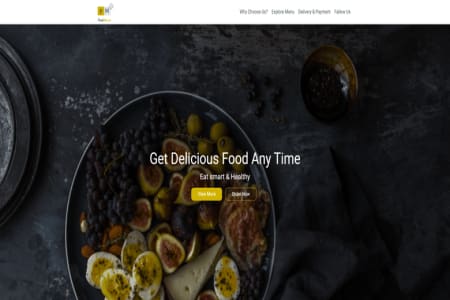 Why Choose Us? Explore Menu Delivery & Payment Follow Us
Get Delicious Food Any Time
Eat smart & Healthy
View Menu Order Now